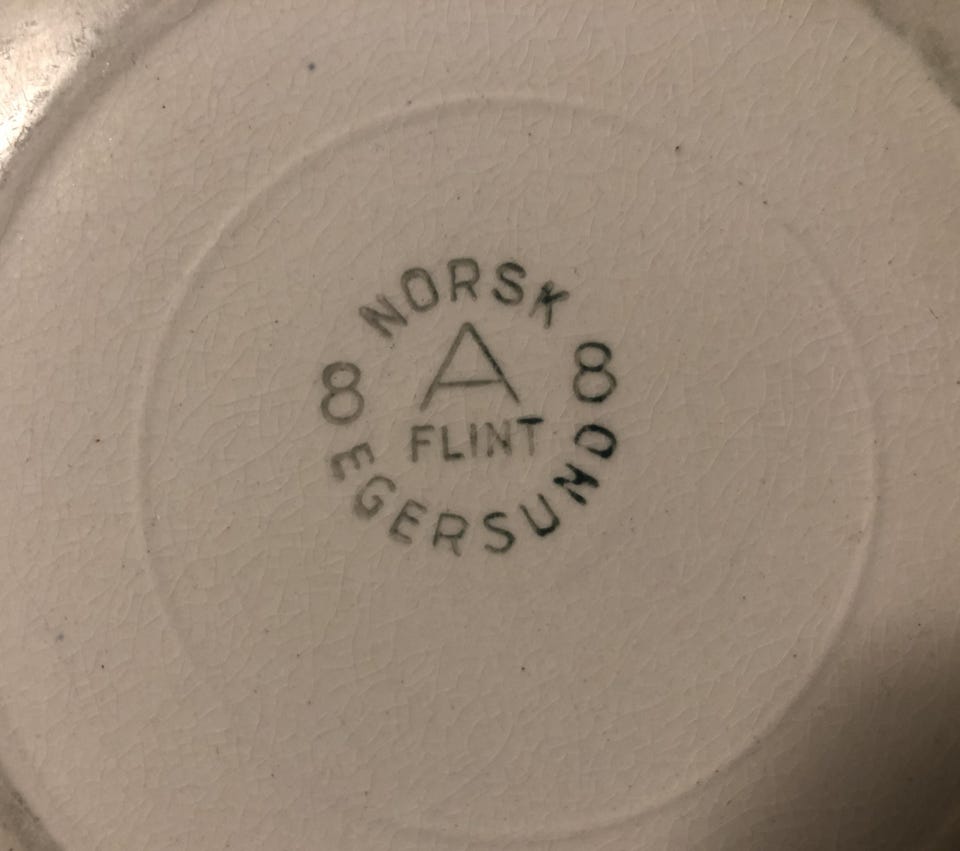 NORSK
8 A 8
FLINT
EGERSUND